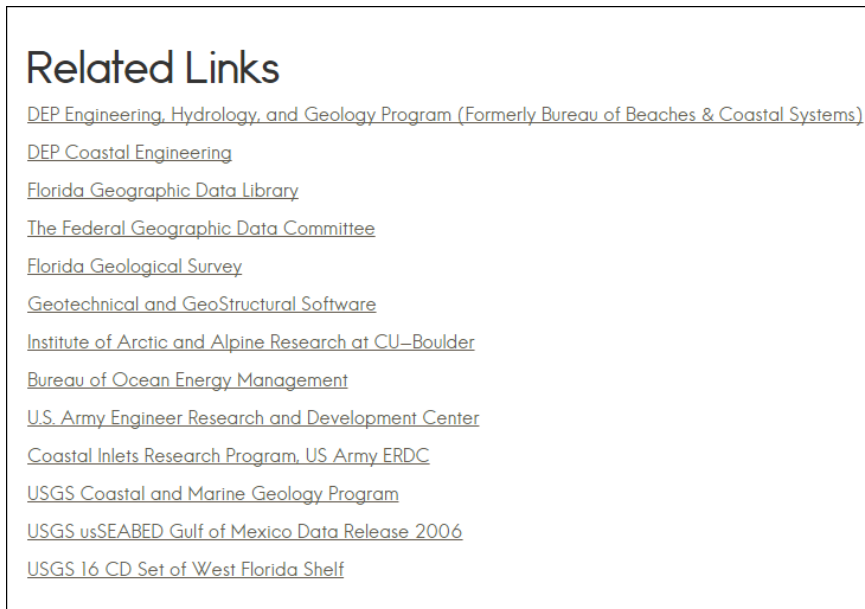 Related Links
DEP Engineering, Hydrology, and Geology Program (Formerly Bureau of Beaches & Coastal Systems)
DEP Coastal Engineering
Florida Geographic Data Library
The Federal Geographic Data Committee
Florida Geological Survey
Geotechnical and GeoStructural Software
Institute of Arctic and Alpine Research at CU–Boulder
Bureau of Ocean Energy Management
U.S. Army Engineer Research and Development Center
Coastal Inlets Research Program, US Army ERDC
USGS Coastal and Marine Geology Program
USGS usSEABED Gulf of Mexico Data Release 2006
USGS 16 CD Set of West Florida Shelf